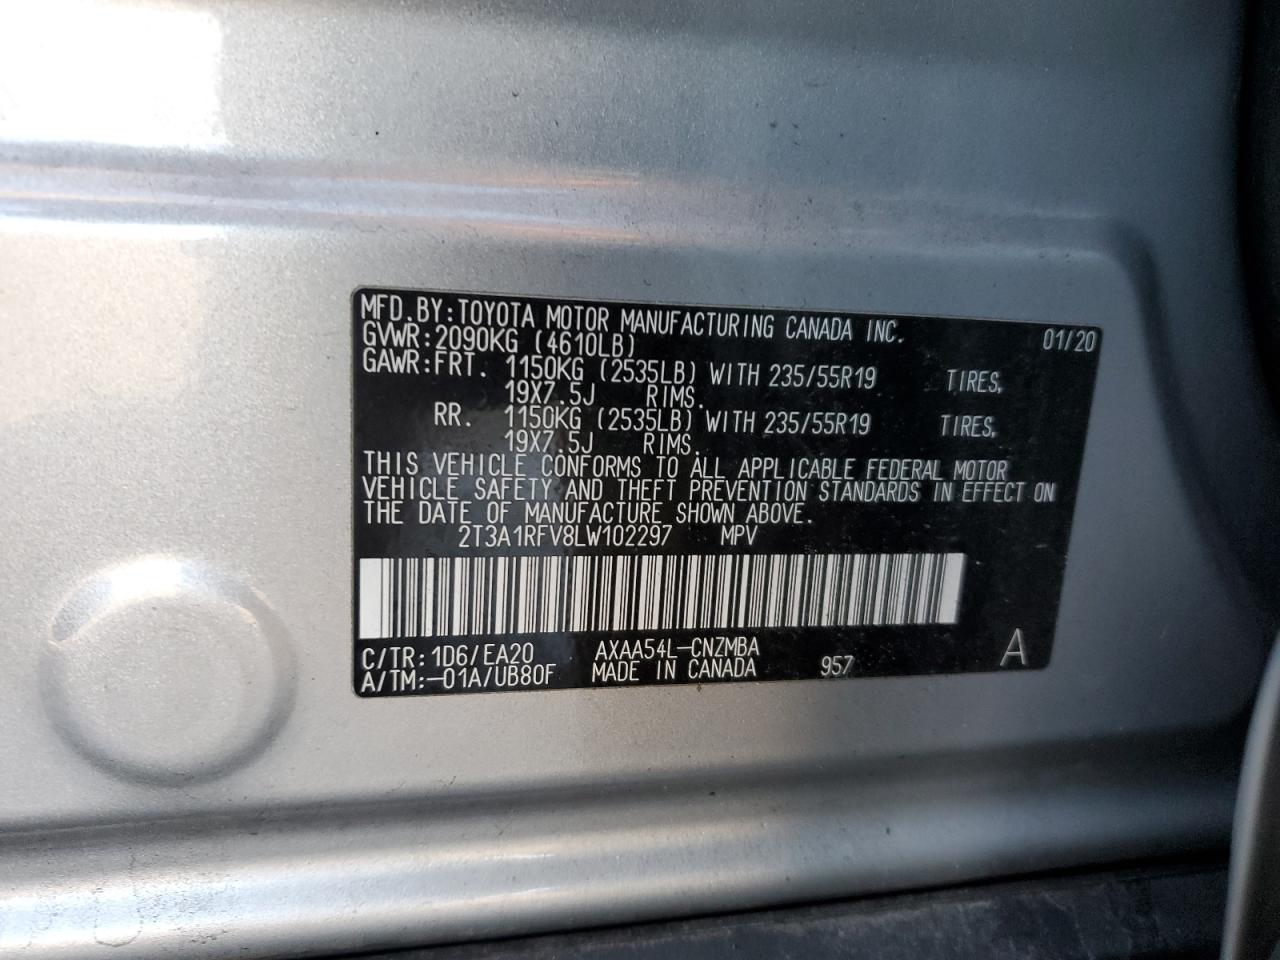 MFD.BY:TOYOTA MOTOR MANUFACTURING CANADA INC. 01/20
GVWR:2090KG (4610LB)
GAWR:FRT. 1150KG (2535LB) WITH 235/55R19 TIRES,
19X7.5J RIMS.
RR. 1150KG (2535LB) WITH 235/55R19 TIRES,
19X7.5J RIMS.
THIS VEHICLE CONFORMS TO ALL APPLICABLE FEDERAL MOTOR
VEHICLE SAFETY AND THEFT PREVENTION STANDARDS IN EFFECT ON
THE DATE OF MANUFACTURE SHOWN ABOVE.
2T3A1RFV8LW102297 MPV
C/TR:1D6/EA20 AXAA54L-CNZMBA
A/TM:-01A/UB80F MADE IN CANADA 957 A